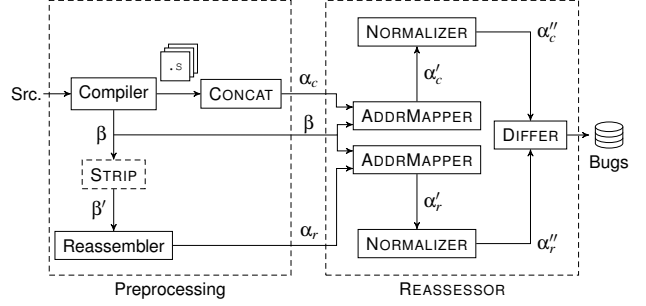 NORMALIZER
α″c
.S
α′c
αc
Src.
Compiler
CONCAT
ADDRMAPPER
β
β
DIFFER
Bugs
ADDRMAPPER
STRIP
β′
α′r
Reassembler
αr
NORMALIZER
α″r
Preprocessing
REASSESSOR